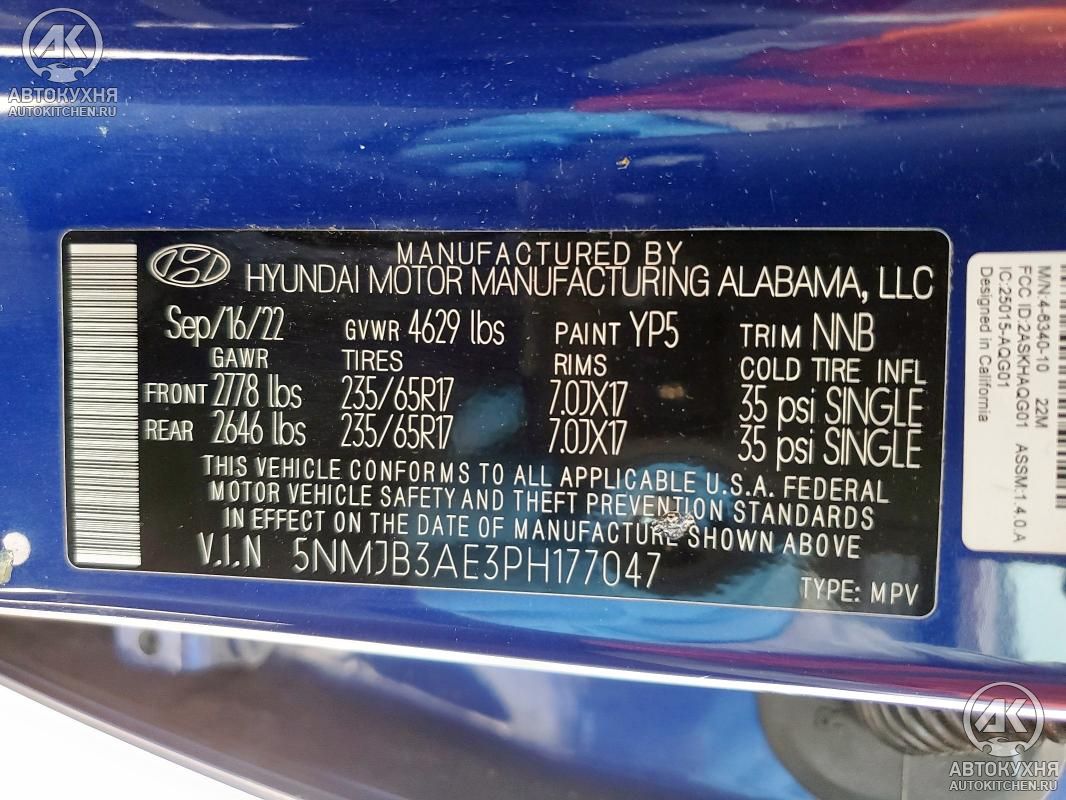 АВТОКУХНЯ
AUTOKITCHEN.RU
MANUFACTURED BY
HYUNDAI MOTOR MANUFACTURING ALABAMA, LLC
Sep/16/22 GVWR 4629 lbs PAINT YP5 TRIM NNB
GAWR TIRES RIMS COLD TIRE INFL
FRONT 2778 lbs 235/65R17 7.0JX17 35 psi SINGLE
REAR 2646 lbs 235/65R17 7.0JX17 35 psi SINGLE
THIS VEHICLE CONFORMS TO ALL APPLICABLE U.S.A. FEDERAL
MOTOR VEHICLE SAFETY AND THEFT PREVENTION STANDARDS
IN EFFECT ON THE DATE OF MANUFACTURE SHOWN ABOVE
V.I.N 5NMJB3AE3PH177047
TYPE: MPV
M/N:4-6340-10 22M
FCC ID:2ASKHAQG01 ASSM:1.4.0.A
IC:25015-AQG01
Designed in California
АВТОКУХНЯ
AUTOKITCHEN.RU